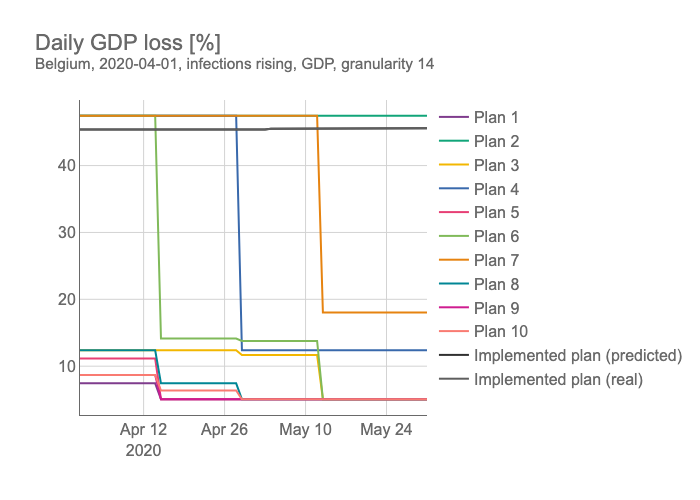 Daily GDP loss [%]
Belgium, 2020-04-01, infections rising, GDP, granularity 14
40
30
20
10
Apr 12
2020
Apr 26
May 10
May 24
Plan 1
Plan 2
Plan 3
Plan 4
Plan 5
Plan 6
Plan 7
Plan 8
Plan 9
Plan 10
Implemented plan (predicted)
Implemented plan (real)